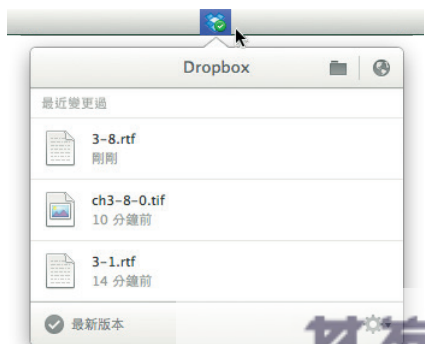 Dropbox
最近變更過
3-8.rtf
剛剛
ch3-8-0.tif
10 分鐘前
3-1.rtf
14 分鐘前
最新版本